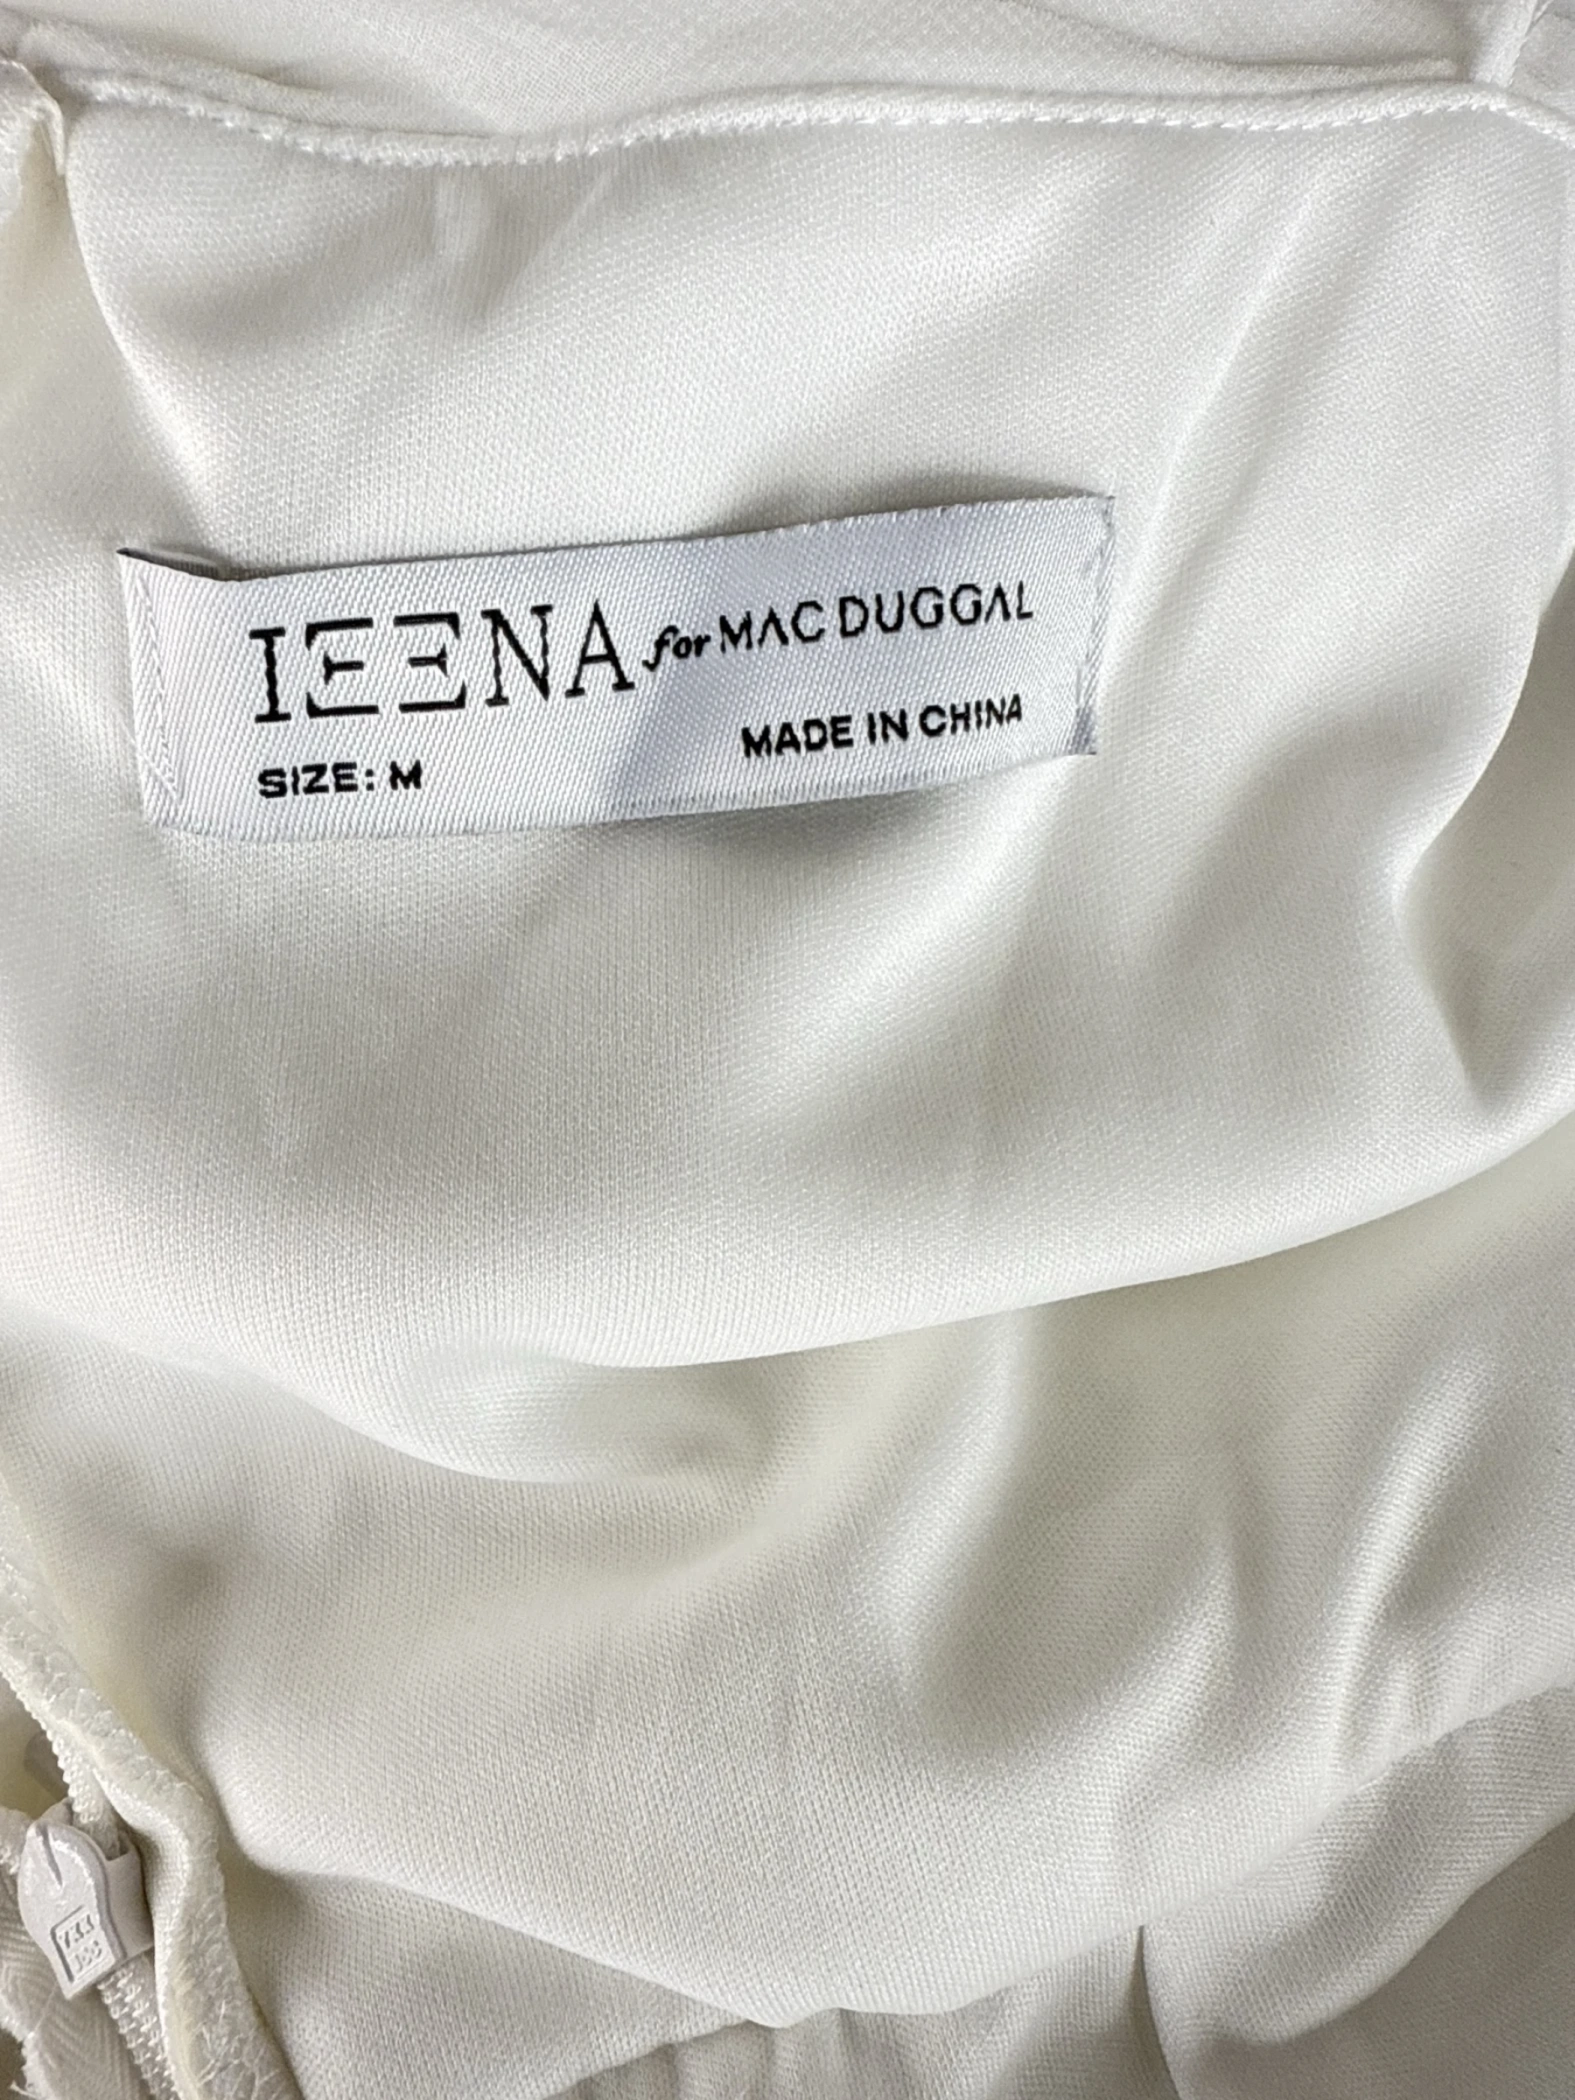 IEENA for MAC DUGGAL
SIZE: M
MADE IN CHINA